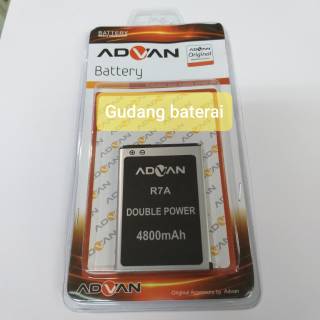 BATTERY
ADVAN
Battery
ADVAN
Original
Gudang baterai
ADVAN
R7A
DOUBLE POWER
4800mAh
ADVAN
Original Accessories by Advan